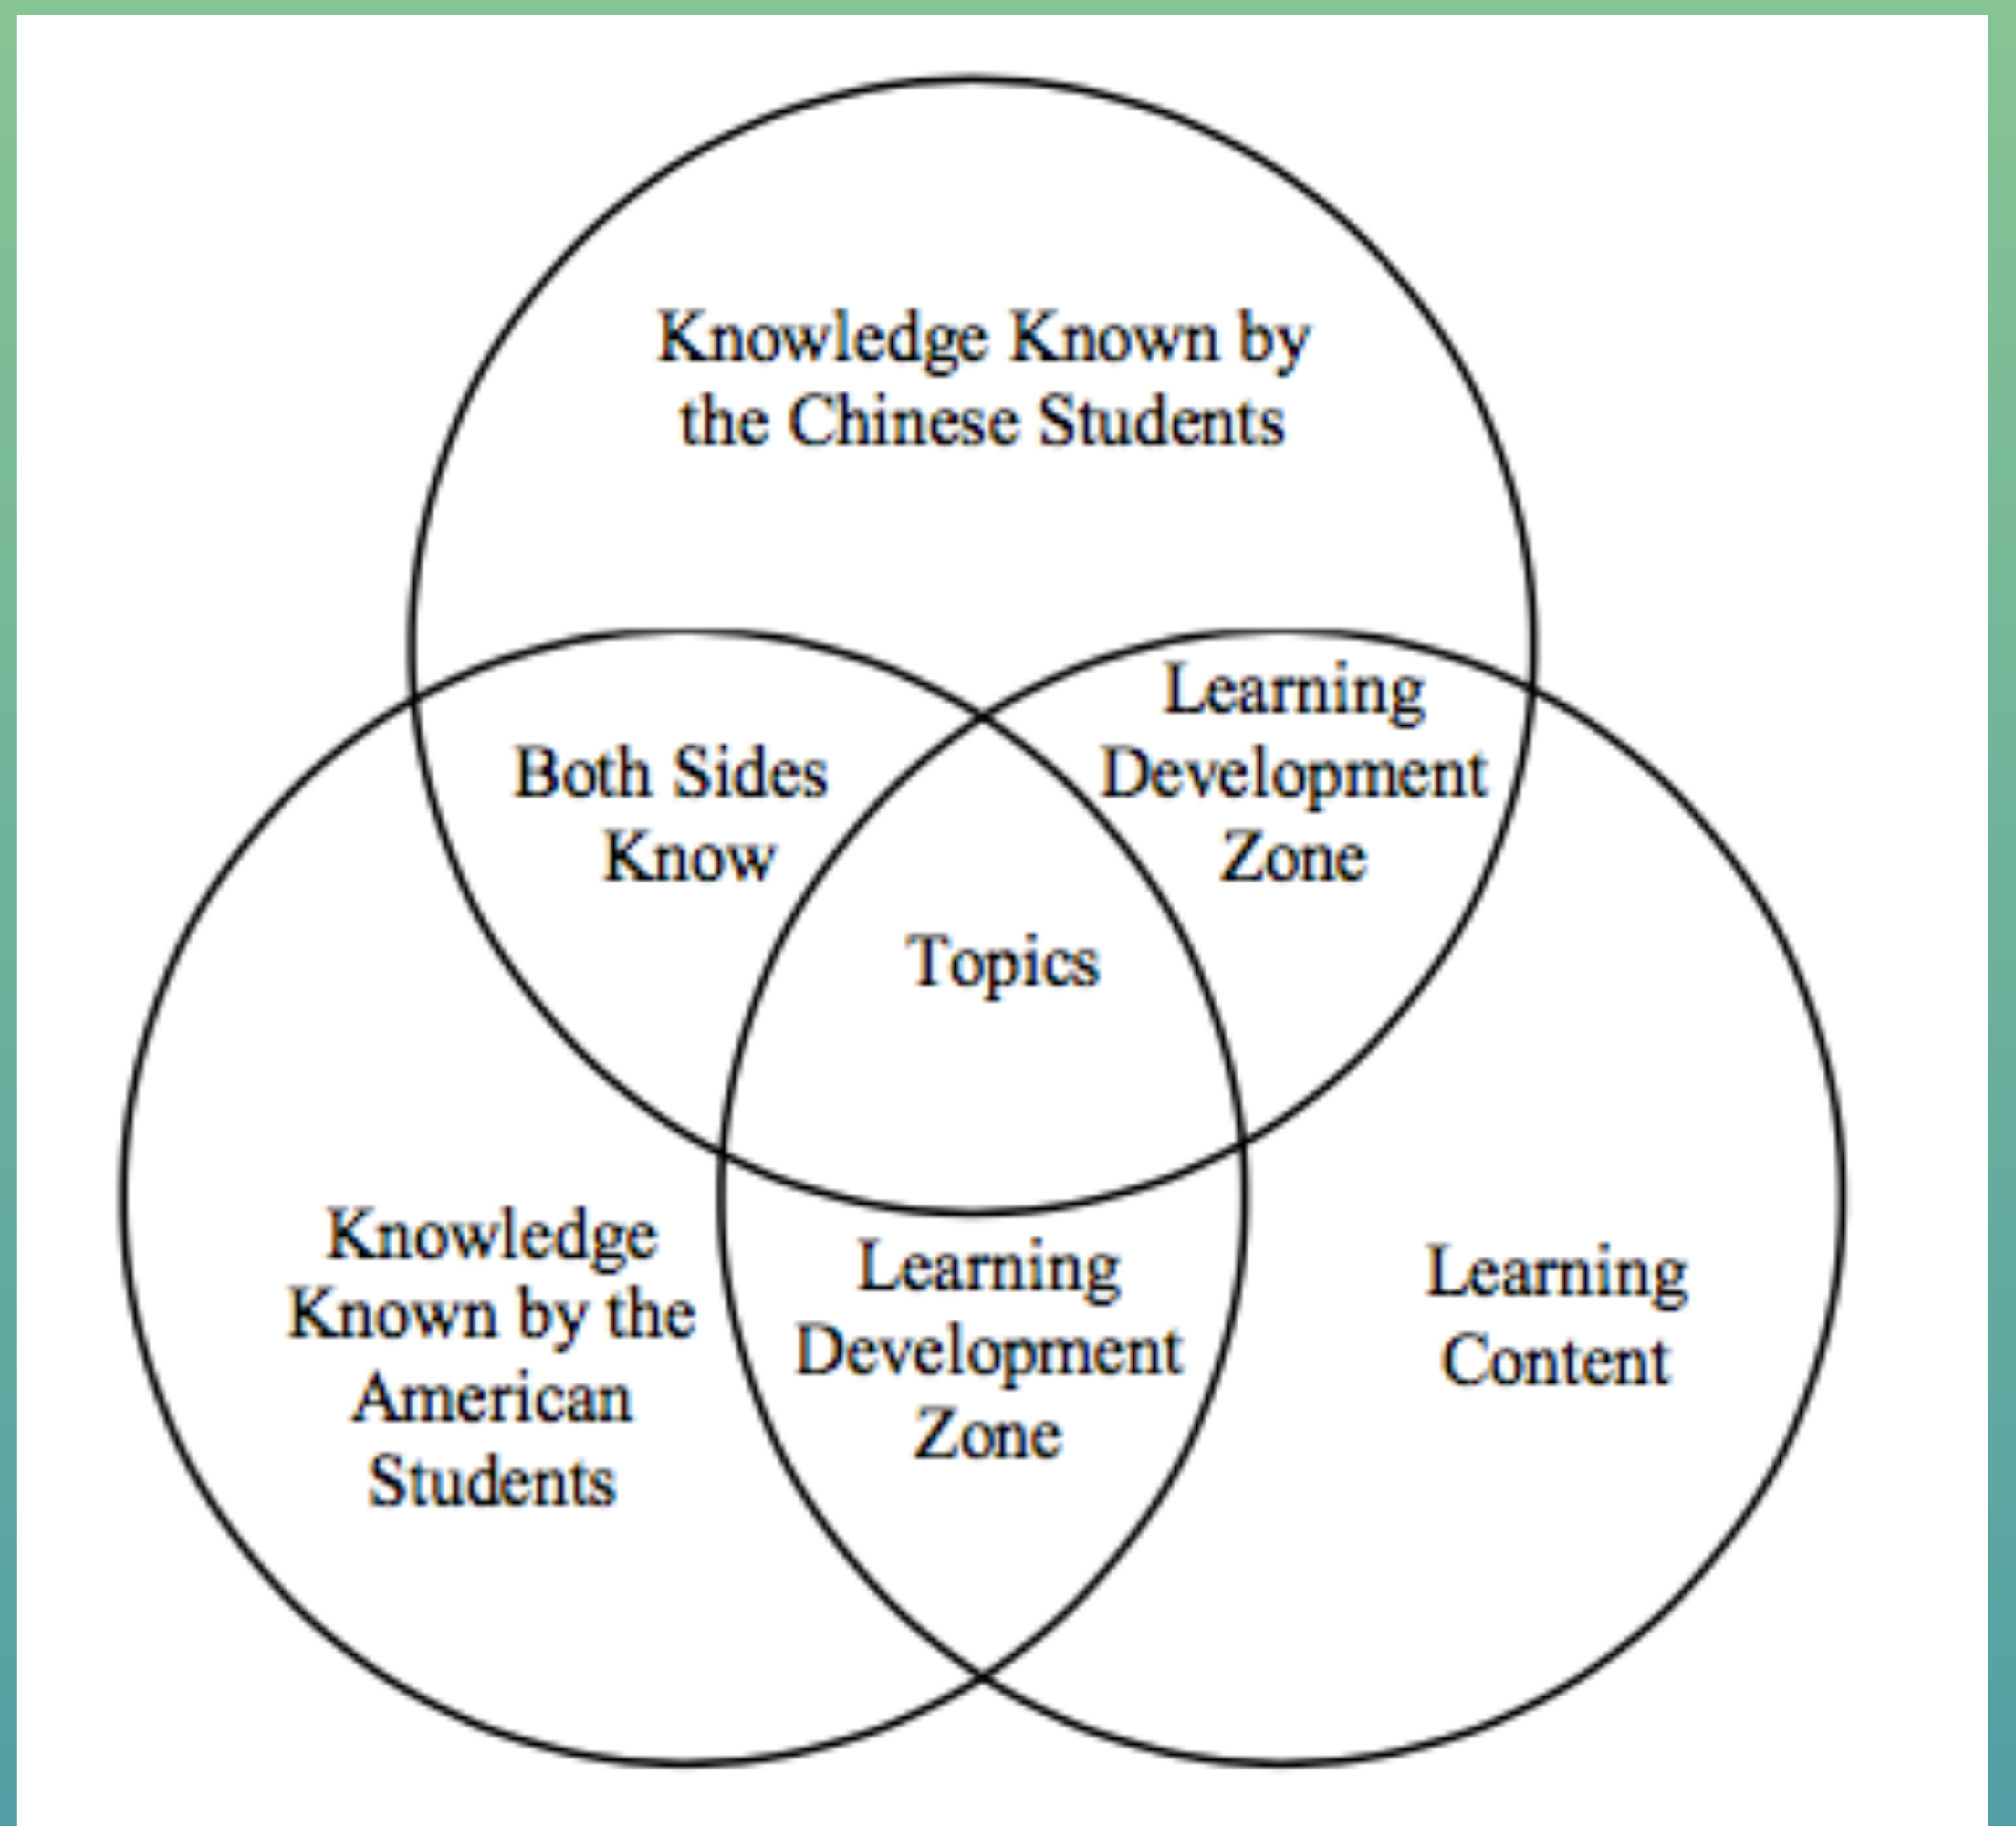 Knowledge Known by
the Chinese Students
Both Sides
Know
Learning
Development
Zone
Topics
Knowledge
Known by the
American
Students
Learning
Development
Zone
Learning
Content